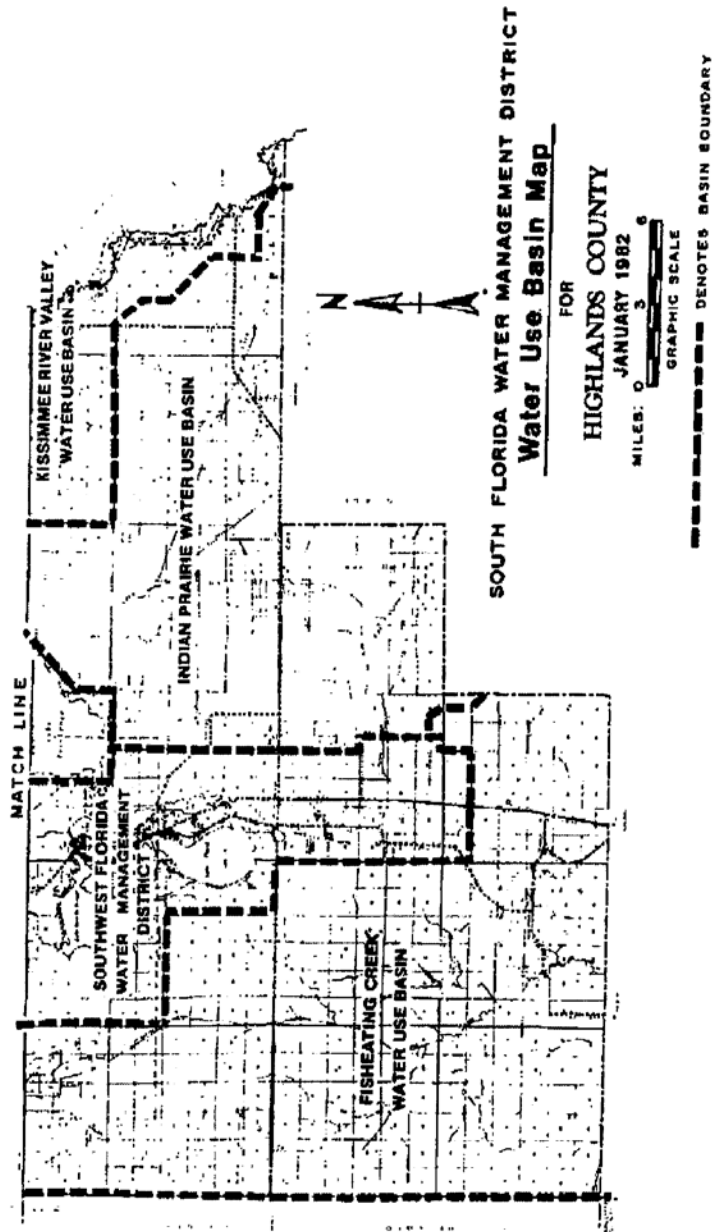 MATCH LINE
KISSIMMEE RIVER VALLEY
WATER USE BASIN
SOUTHWEST FLORIDA
WATER MANAGEMENT
DISTRICT
INDIAN PRAIRIE WATER USE BASIN
FISHEATING CREEK
WATER USE BASIN
N
SOUTH FLORIDA WATER MANAGEMENT DISTRICT
Water Use Basin Map
FOR
HIGHLANDS COUNTY
JANUARY 1982
MILES: 0 3 6
GRAPHIC SCALE
DENOTES BASIN BOUNDARY